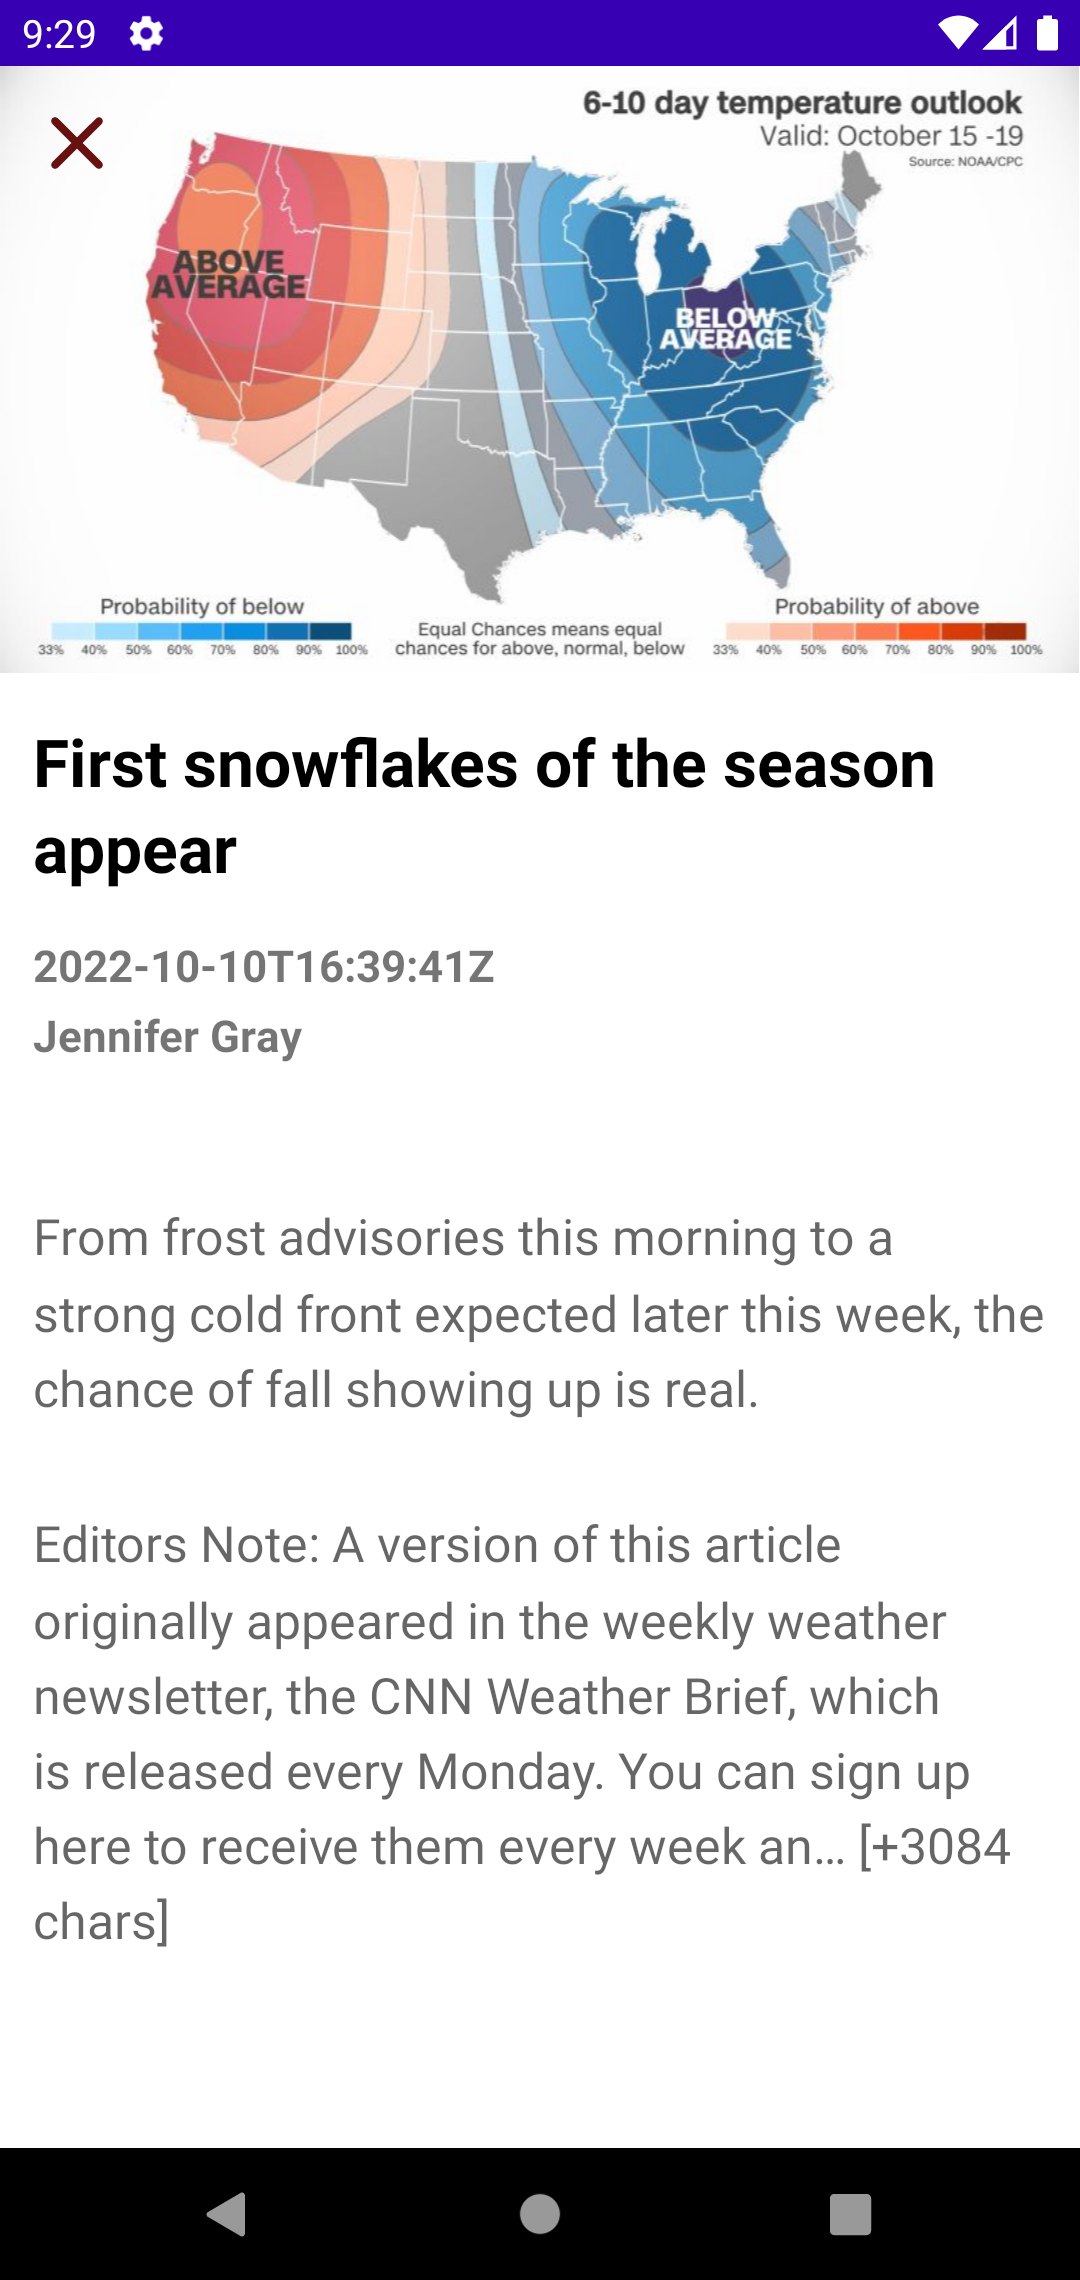 9:29
6-10 day temperature outlook
Valid: October 15 -19
Source: NOAA/CPC
ABOVE
AVERAGE
BELOW
AVERAGE
Probability of below
33% 40% 50% 60% 70% 80% 90% 100%
Equal Chances means equal
chances for above, normal, below
Probability of above
33% 40% 50% 60% 70% 80% 90% 100%
First snowflakes of the season
appear
2022-10-10T16:39:41Z
Jennifer Gray
From frost advisories this morning to a
strong cold front expected later this week, the
chance of fall showing up is real.
Editors Note: A version of this article
originally appeared in the weekly weather
newsletter, the CNN Weather Brief, which
is released every Monday. You can sign up
here to receive them every week an… [+3084
chars]